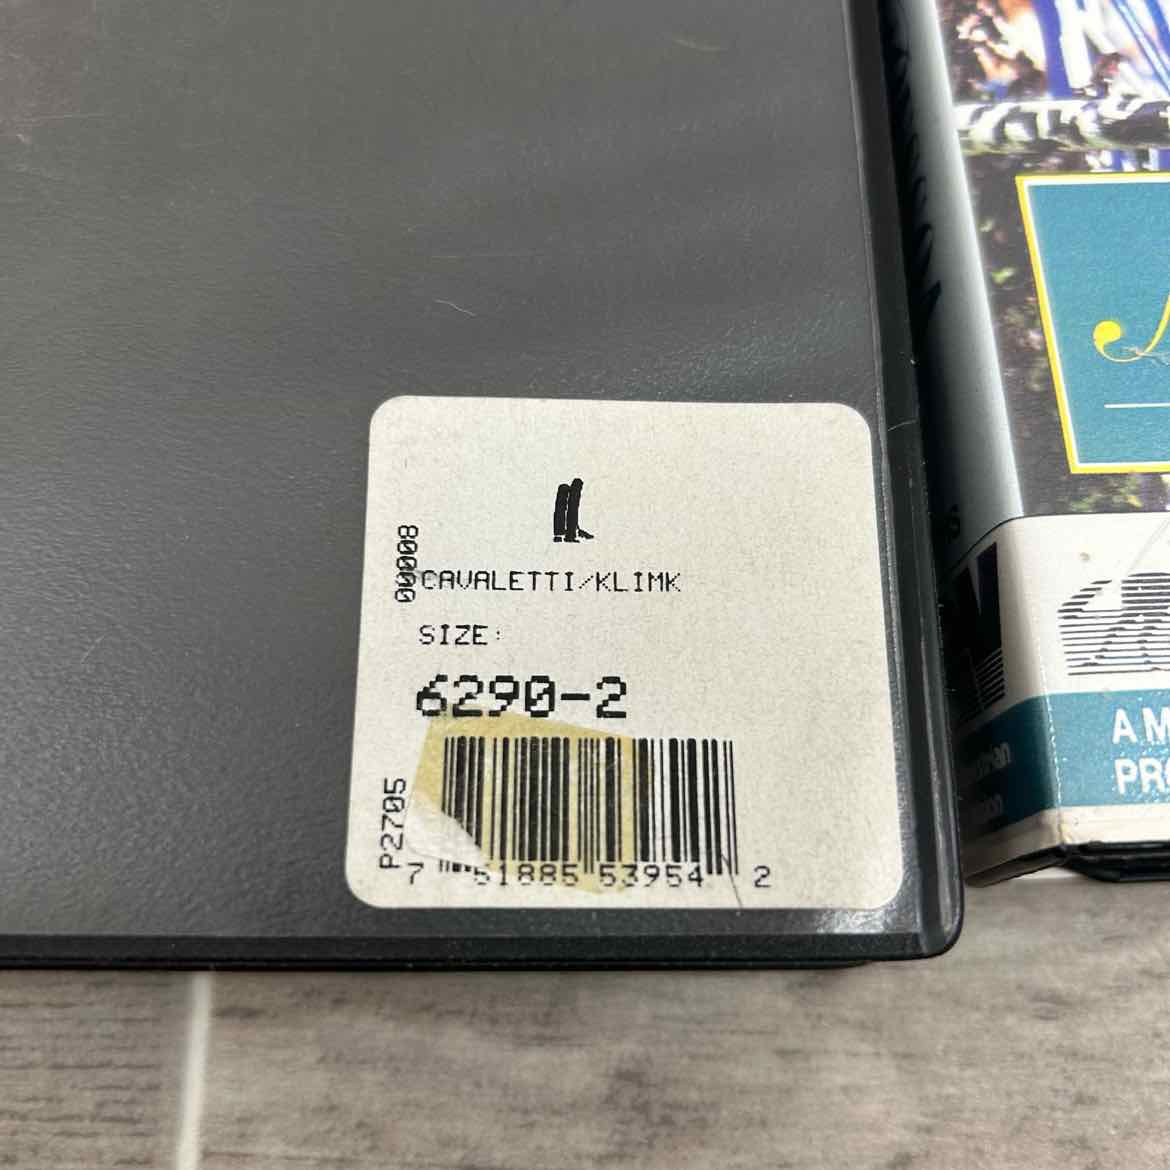 00008
CAVALETTI/KLIMK
SIZE:
6290-2
P2705
7 51885 53954 2
A M
PRO